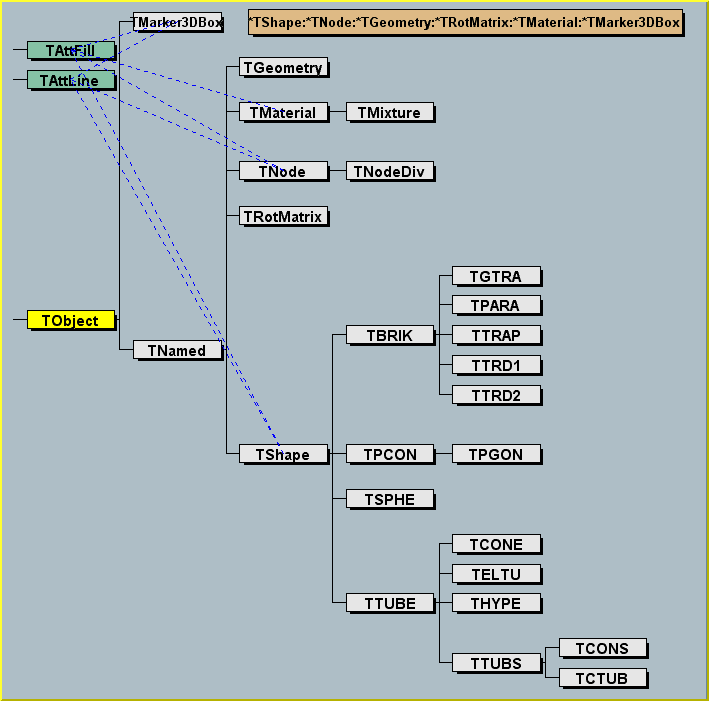 TMarker3DBox
*TShape:*TNode:*TGeometry:*TRotMatrix:*TMaterial:*TMarker3DBox
TAttFill
TAttLine
TGeometry
TMaterial
TMixture
TNode
TNodeDiv
TRotMatrix
TGTRA
TPARA
TObject
TBRIK
TTRAP
TNamed
TTRD1
TTRD2
TShape
TPCON
TPGON
TSPHE
TCONE
TELTU
TTUBE
THYPE
TCONS
TTUBS
TCTUB